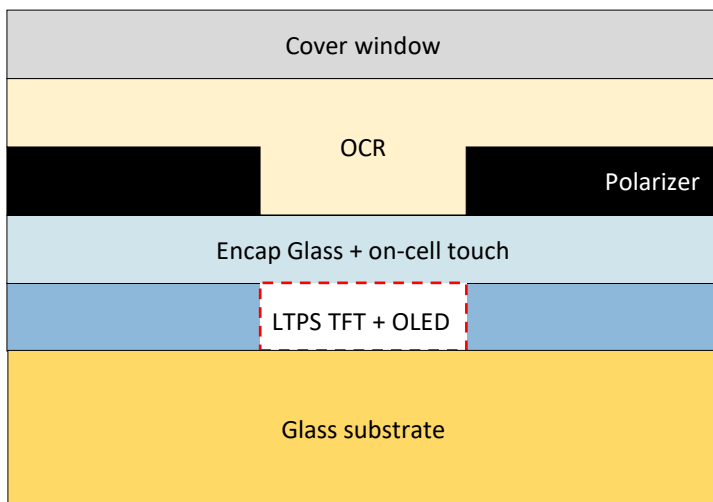 Cover window
OCR
Polarizer
Encap Glass + on-cell touch
LTPS TFT + OLED
Glass substrate